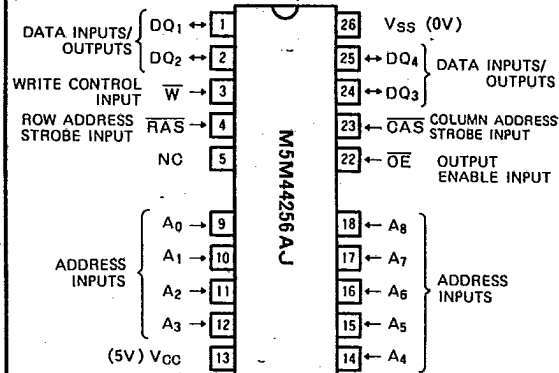 DATA INPUTS/
OUTPUTS
DQ1 ↔ 1
DQ2 ↔ 2
WRITE CONTROL
INPUT
W̅ → 3
ROW ADDRESS
STROBE INPUT
R̅A̅S̅ → 4
NC 5
ADDRESS
INPUTS
A0 → 9
A1 → 10
A2 → 11
A3 → 12
(5V) VCC 13
M5M44256AJ
26 VSS (0V)
25 ↔ DQ4
24 ↔ DQ3
DATA INPUTS/
OUTPUTS
23 ← C̅A̅S̅ COLUMN ADDRESS
STROBE INPUT
22 ← O̅E̅ OUTPUT
ENABLE INPUT
18 ← A8
17 ← A7
16 ← A6
15 ← A5
14 ← A4
ADDRESS
INPUTS